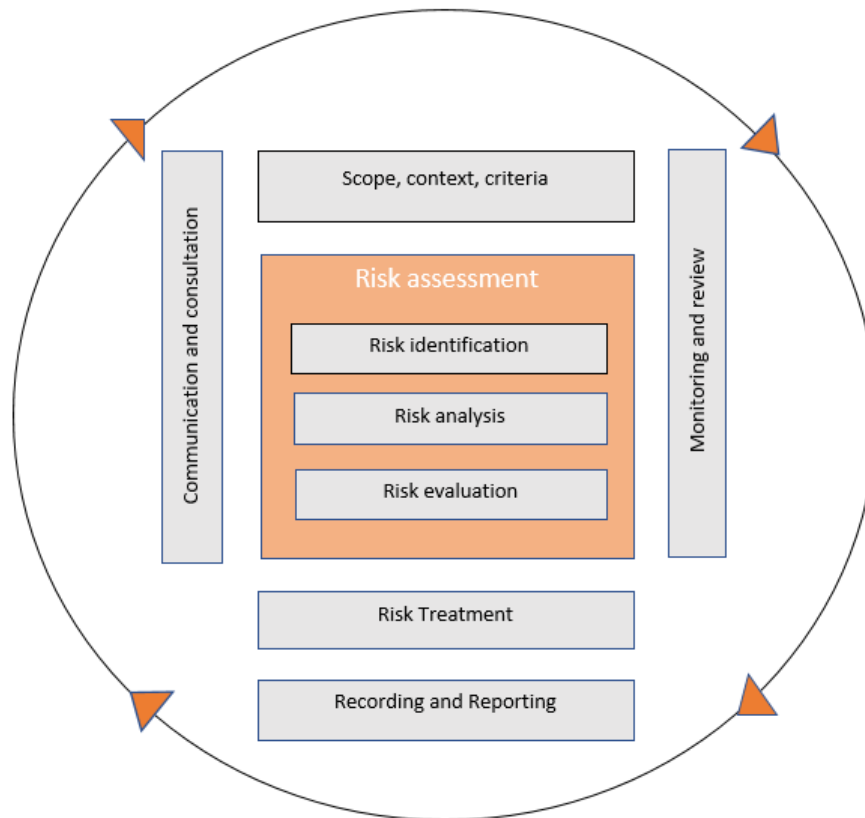 Scope, context, criteria
Communication and consultation
Risk assessment
Risk identification
Risk analysis
Risk evaluation
Monitoring and review
Risk Treatment
Recording and Reporting